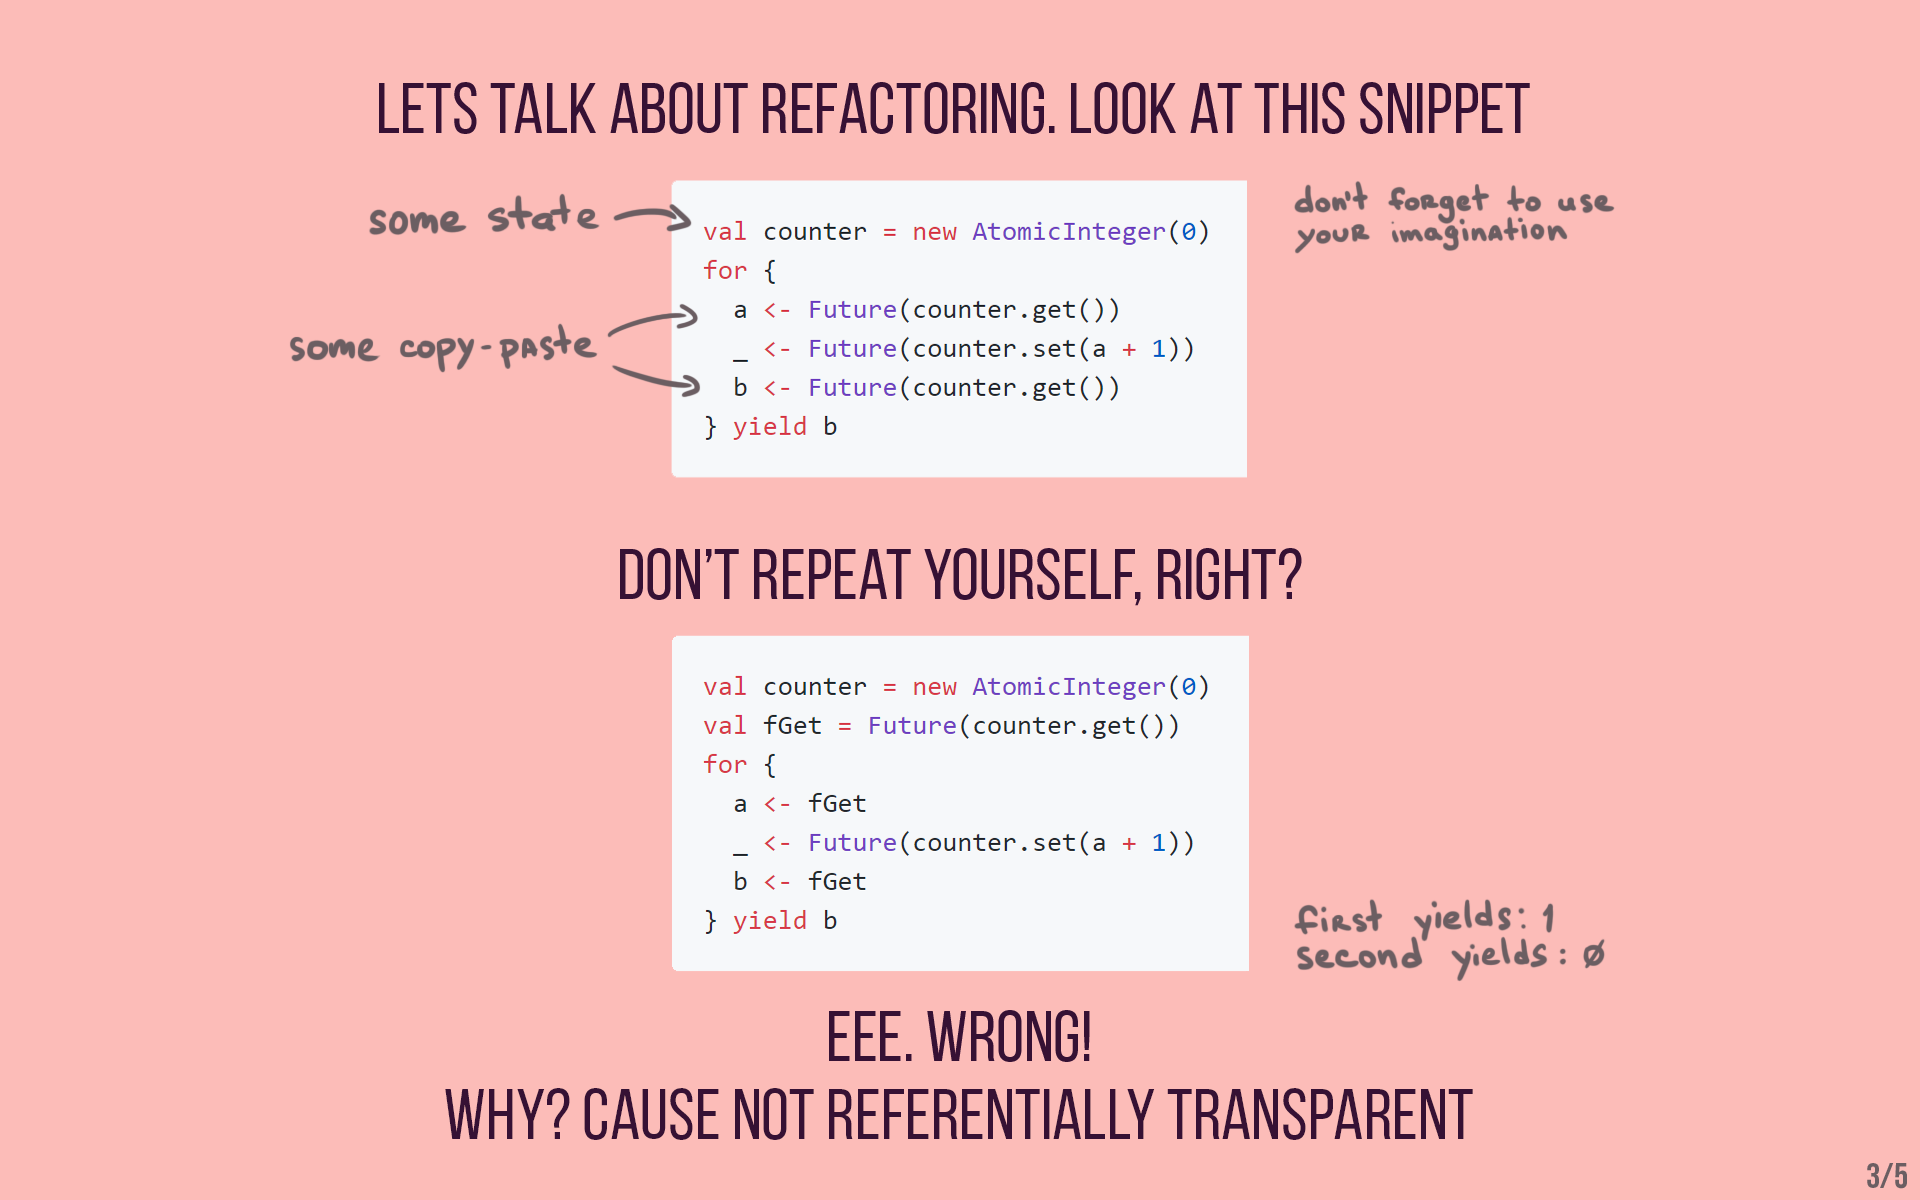 LETS TALK ABOUT REFACTORING. LOOK AT THIS SNIPPET
some state
don't forget to use
your imagination
val counter = new AtomicInteger(0)
for {
  a <- Future(counter.get())
  _ <- Future(counter.set(a + 1))
  b <- Future(counter.get())
} yield b
some copy-paste
DON'T REPEAT YOURSELF, RIGHT?
val counter = new AtomicInteger(0)
val fGet = Future(counter.get())
for {
  a <- fGet
  _ <- Future(counter.set(a + 1))
  b <- fGet
} yield b
first yields: 1
second yields: 0
EEE. WRONG!
WHY? CAUSE NOT REFERENTIALLY TRANSPARENT
3/5